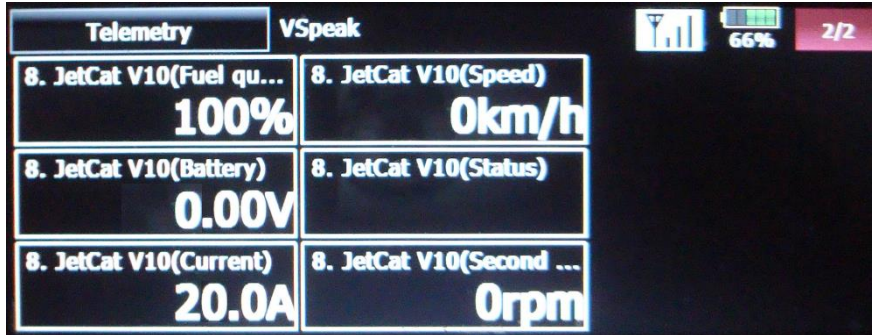 Telemetry VSpeak 66% 2/2
8. JetCat V10(Fuel qu... 8. JetCat V10(Speed)
100% 0km/h
8. JetCat V10(Battery) 8. JetCat V10(Status)
0.00V
8. JetCat V10(Current) 8. JetCat V10(Second ...
20.0A 0rpm